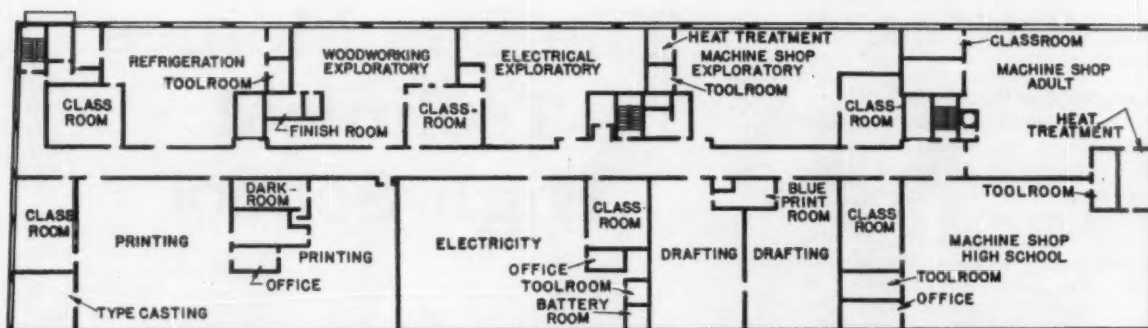 REFRIGERATION
TOOLROOM
CLASS
ROOM
WOODWORKING
EXPLORATORY
FINISH ROOM
CLASS-
ROOM
ELECTRICAL
EXPLORATORY
HEAT TREATMENT
MACHINE SHOP
EXPLORATORY
TOOLROOM
CLASS-
ROOM
CLASSROOM
MACHINE SHOP
ADULT
HEAT
TREATMENT
TOOLROOM
CLASS
ROOM
PRINTING
TYPE CASTING
DARK-
ROOM
PRINTING
OFFICE
ELECTRICITY
CLASS-
ROOM
OFFICE
TOOLROOM
BATTERY
ROOM
DRAFTING
BLUE
PRINT
ROOM
DRAFTING
CLASS
ROOM
MACHINE SHOP
HIGH SCHOOL
TOOLROOM
OFFICE